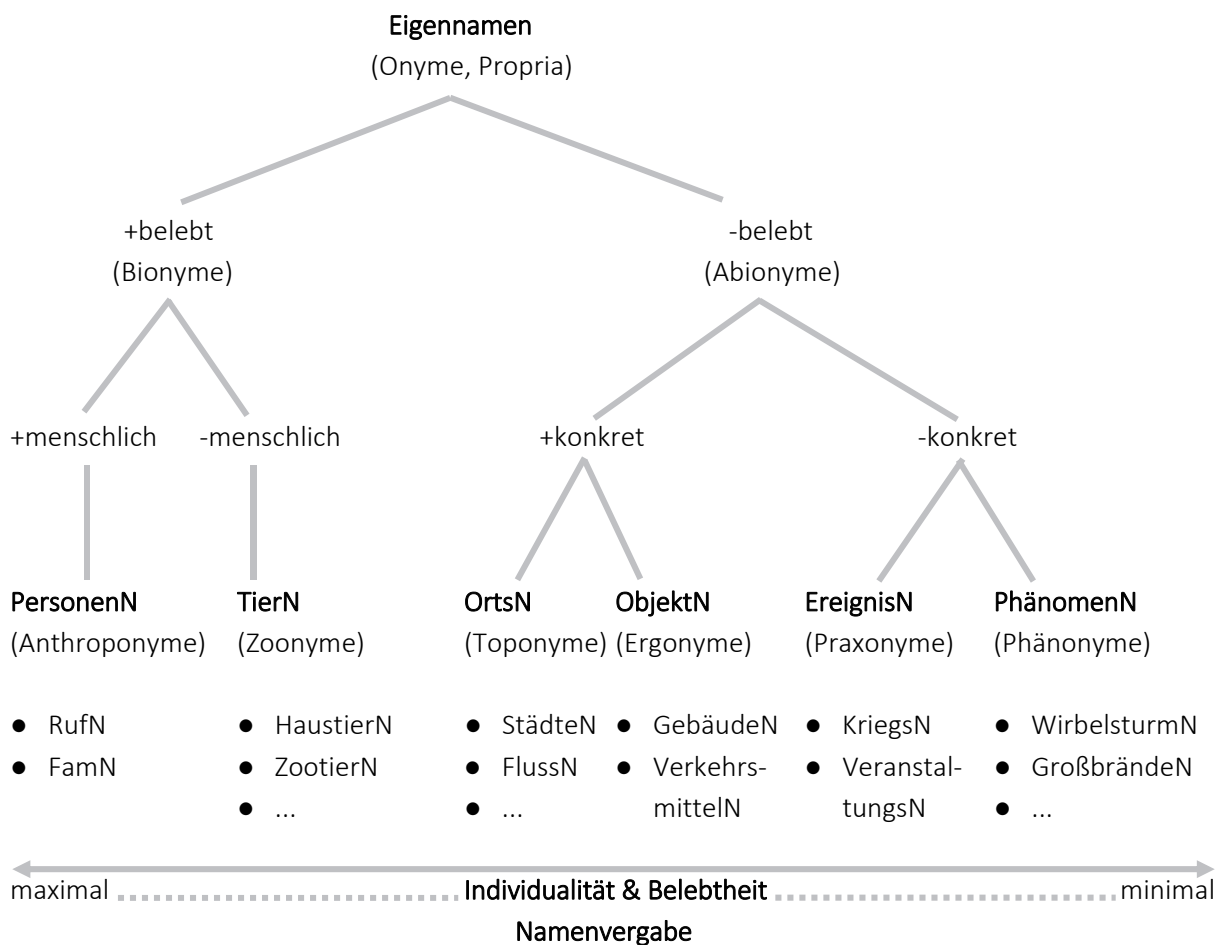 Eigennamen
(Onyme, Propria)
+belebt -belebt
(Bionyme) (Abionyme)
+menschlich -menschlich +konkret -konkret
PersonenN TierN OrtsN ObjektN EreignisN PhänomenN
(Anthroponyme) (Zoonyme) (Toponyme) (Ergonyme) (Praxonyme) (Phänonyme)
● RufN ● HaustierN ● StädteN ● GebäudeN ● KriegsN ● WirbelsturmN
● FamN ● ZootierN ● FlussN ● Verkehrs- ● Veranstal- ● GroßbrändeN
● ... ● ... mittelN tungsN ● ...
maximal Individualität & Belebtheit minimal
Namenvergabe